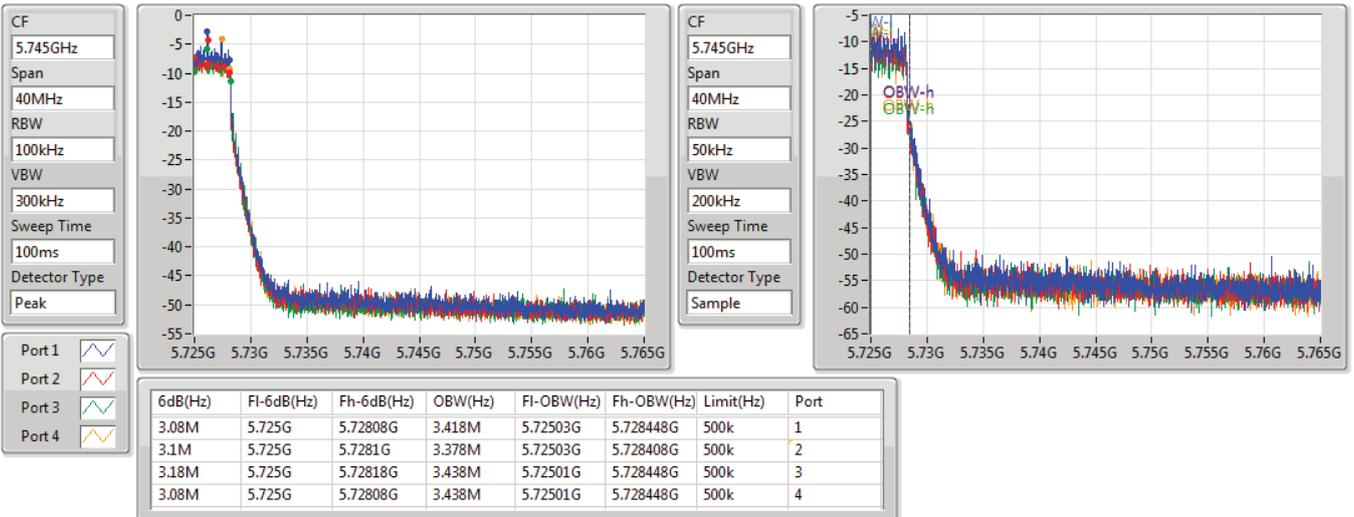 CF
5.745GHz
Span
40MHz
RBW
100kHz
VBW
300kHz
Sweep Time
100ms
Detector Type
Peak
0
-5
-10
-15
-20
-25
-30
-35
-40
-45
-50
-55
5.725G 5.73G 5.735G 5.74G 5.745G 5.75G 5.755G 5.76G 5.765G
CF
5.745GHz
Span
40MHz
RBW
50kHz
VBW
200kHz
Sweep Time
100ms
Detector Type
Sample
-5
-10
-15
-20
-25
-30
-35
-40
-45
-50
-55
-60
-65
OBW-h
OBW-h
5.725G 5.73G 5.735G 5.74G 5.745G 5.75G 5.755G 5.76G 5.765G
Port 1
Port 2
Port 3
Port 4
6dB(Hz) Fl-6dB(Hz) Fh-6dB(Hz) OBW(Hz) Fl-OBW(Hz) Fh-OBW(Hz) Limit(Hz) Port
3.08M 5.725G 5.72808G 3.418M 5.72503G 5.728448G 500k 1
3.1M 5.725G 5.7281G 3.378M 5.72503G 5.728408G 500k 2
3.18M 5.725G 5.72818G 3.438M 5.72501G 5.728448G 500k 3
3.08M 5.725G 5.72808G 3.438M 5.72501G 5.728448G 500k 4